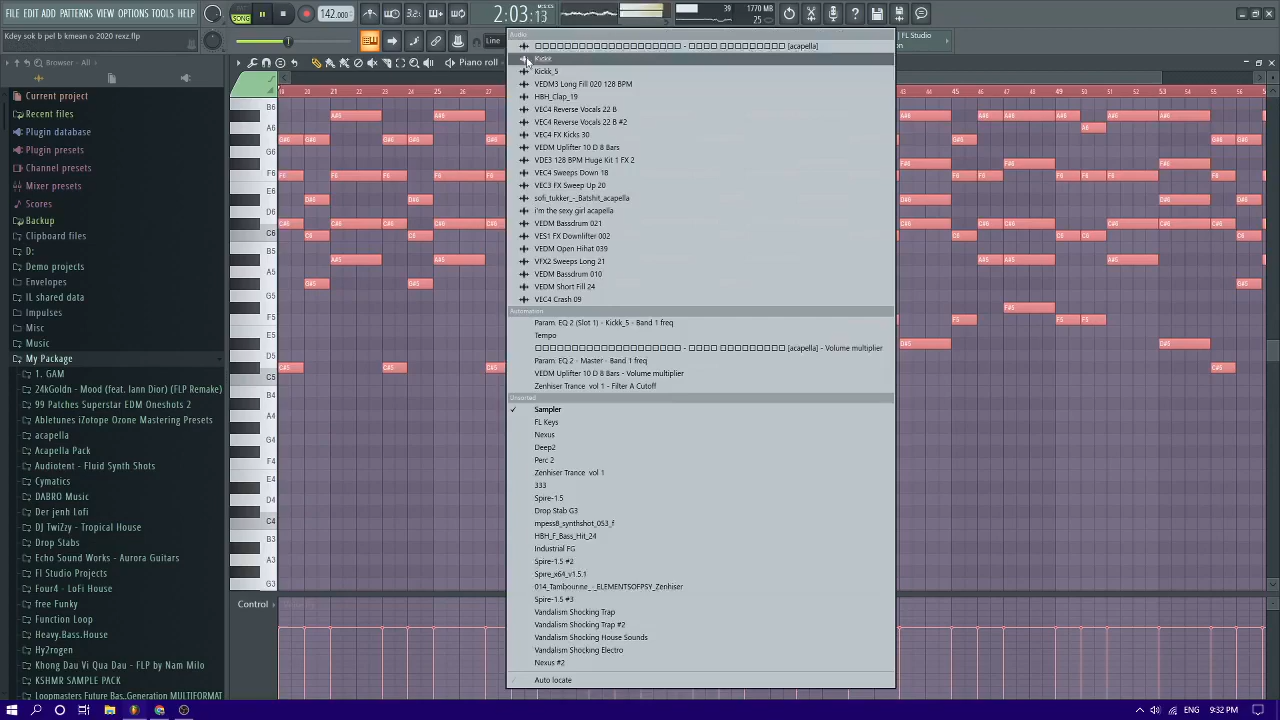 FILE EDIT ADD PATTERNS VIEW OPTIONS TOOLS HELP
SONG
142.000
2:03:13
39
1770 MB
25
Kdey sok b pel b kmean o 2020 rexz.flp
Line
Browser - All
Piano roll
Current project
Recent files
Plugin database
Plugin presets
Channel presets
Mixer presets
Scores
Backup
Clipboard files
D:
Demo projects
Envelopes
IL shared data
Impulses
Misc
Music
My Package
1. GAM
24kGoldn - Mood (feat. Iann Dior) (FLP Remake)
99 Patches Superstar EDM Oneshots 2
Abletunes iZotope Ozone Mastering Presets
acapella
Acapella Pack
Audiotent - Fluid Synth Shots
Cymatics
DABRO Music
Der jenh Lofi
DJ TwiZzy - Tropical House
Drop Stabs
Echo Sound Works - Aurora Guitars
Fl Studio Projects
Four4 - LoFi House
free Funky
Function Loop
Heavy.Bass.House
Hy2rogen
Khong Dau Vi Qua Dau - FLP by Nam Milo
KSHMR SAMPLE PACK
Loopmasters Future Bas..Generation MULTIFORMAT
Audio
[acapella]
Kickk
Kickk_5
VEDM3 Long Fill 020 128 BPM
HBH_Clap_19
VEC4 Reverse Vocals 22 B
VEC4 Reverse Vocals 22 B #2
VEC4 FX Kicks 30
VEDM Uplifter 10 D 8 Bars
VDE3 128 BPM Huge Kit 1 FX 2
VEC4 Sweeps Down 18
VEC3 FX Sweep Up 20
sofi_tukker_-_Batshit_acapella
i'm the sexy girl acapella
VEDM Bassdrum 021
VES1 FX Downlifter 002
VEDM Open Hihat 039
VFX2 Sweeps Long 21
VEDM Bassdrum 010
VEDM Short Fill 24
VEC4 Crash 09
Automation
Param. EQ 2 (Slot 1) - Kickk_5 - Band 1 freq
Tempo
[acapella] - Volume multiplier
Param. EQ 2 - Master - Band 1 freq
VEDM Uplifter 10 D 8 Bars - Volume multiplier
Zenhiser Trance vol 1 - Filter A Cutoff
Unsorted
Sampler
FL Keys
Nexus
Deep2
Perc 2
Zenhiser Trance vol 1
333
Spire-1.5
Drop Stab G3
mpess8_synthshot_053_f
HBH_F_Bass_Hit_24
Industrial FG
Spire-1.5 #2
Spire_x64_v1.5.1
014_Tambourine_-_ELEMENTSOFPSY_Zenhiser
Spire-1.5 #3
Vandalism Shocking Trap
Vandalism Shocking Trap #2
Vandalism Shocking House Sounds
Vandalism Shocking Electro
Nexus #2
Auto locate
Control
Velocity
ENG
9:32 PM